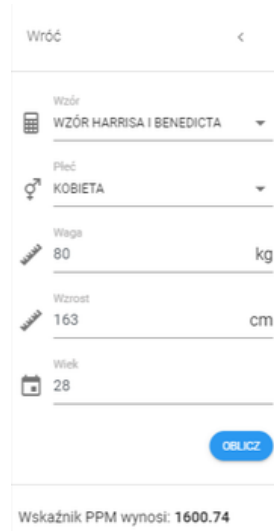 Wróć
Wzór
WZÓR HARRISA I BENEDICTA
Płeć
KOBIETA
Waga
80 kg
Wzrost
163 cm
Wiek
28
OBLICZ
Wskaźnik PPM wynosi: 1600.74